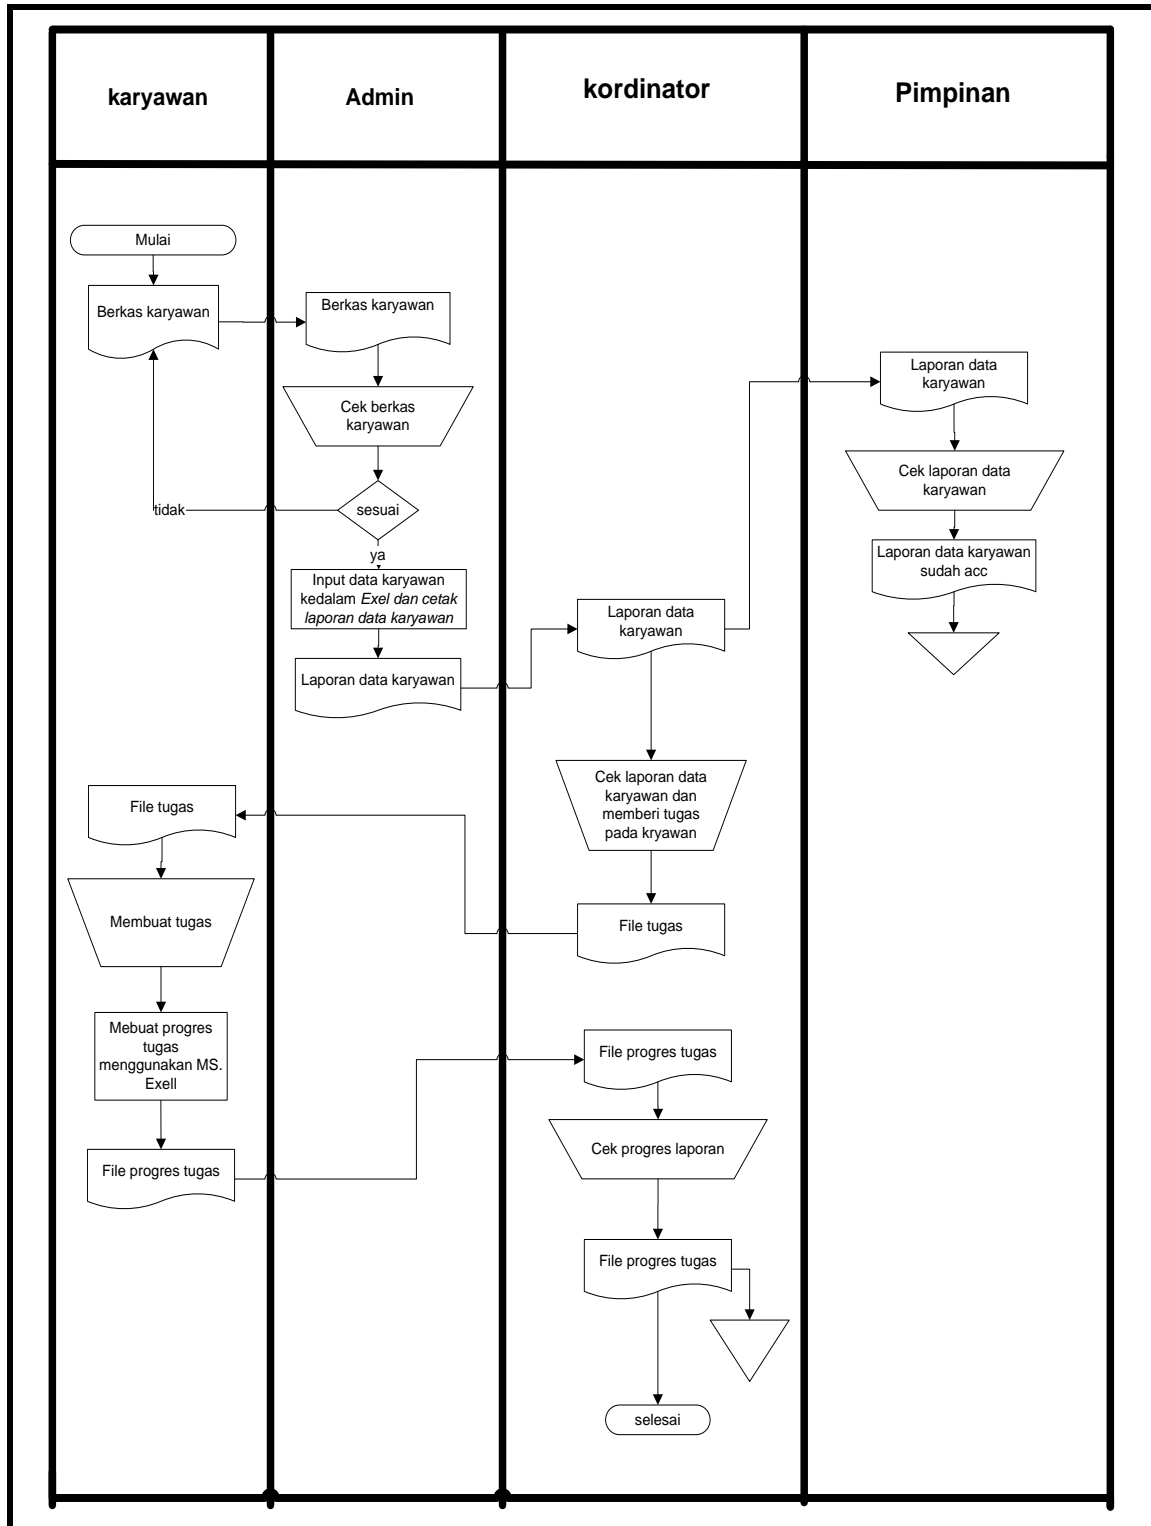 karyawan
Admin
kordinator
Pimpinan
Mulai
Berkas karyawan
Berkas karyawan
Cek berkas
karyawan
sesuai
tidak
ya
Input data karyawan
kedalam Exel dan cetak
laporan data karyawan
Laporan data karyawan
Laporan data
karyawan
Laporan data
karyawan
Cek laporan data
karyawan
Laporan data karyawan
sudah acc
Cek laporan data
karyawan dan
memberi tugas
pada kryawan
File tugas
File tugas
Membuat tugas
Mebuat progres
tugas
menggunakan MS.
Exell
File progres tugas
File progres tugas
Cek progres laporan
File progres tugas
selesai